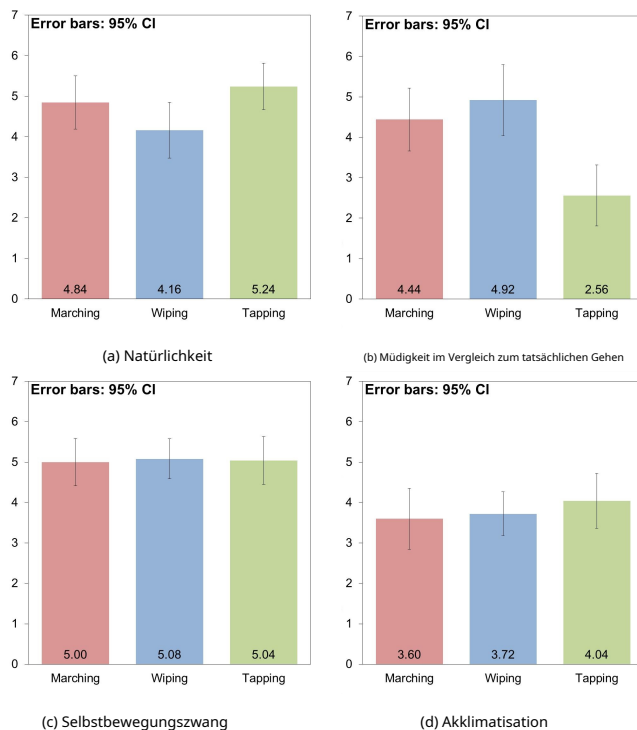 7
Error bars: 95% CI
6
5
4
3
2
1
0
4.84 4.16 5.24
Marching Wiping Tapping
(a) Natürlichkeit
7
Error bars: 95% CI
6
5
4
3
2
1
0
4.44 4.92 2.56
Marching Wiping Tapping
(b) Müdigkeit im Vergleich zum tatsächlichen Gehen
7
Error bars: 95% CI
6
5
4
3
2
1
0
5.00 5.08 5.04
Marching Wiping Tapping
(c) Selbstbewegungszwang
7
Error bars: 95% CI
6
5
4
3
2
1
0
3.60 3.72 4.04
Marching Wiping Tapping
(d) Akklimatisation